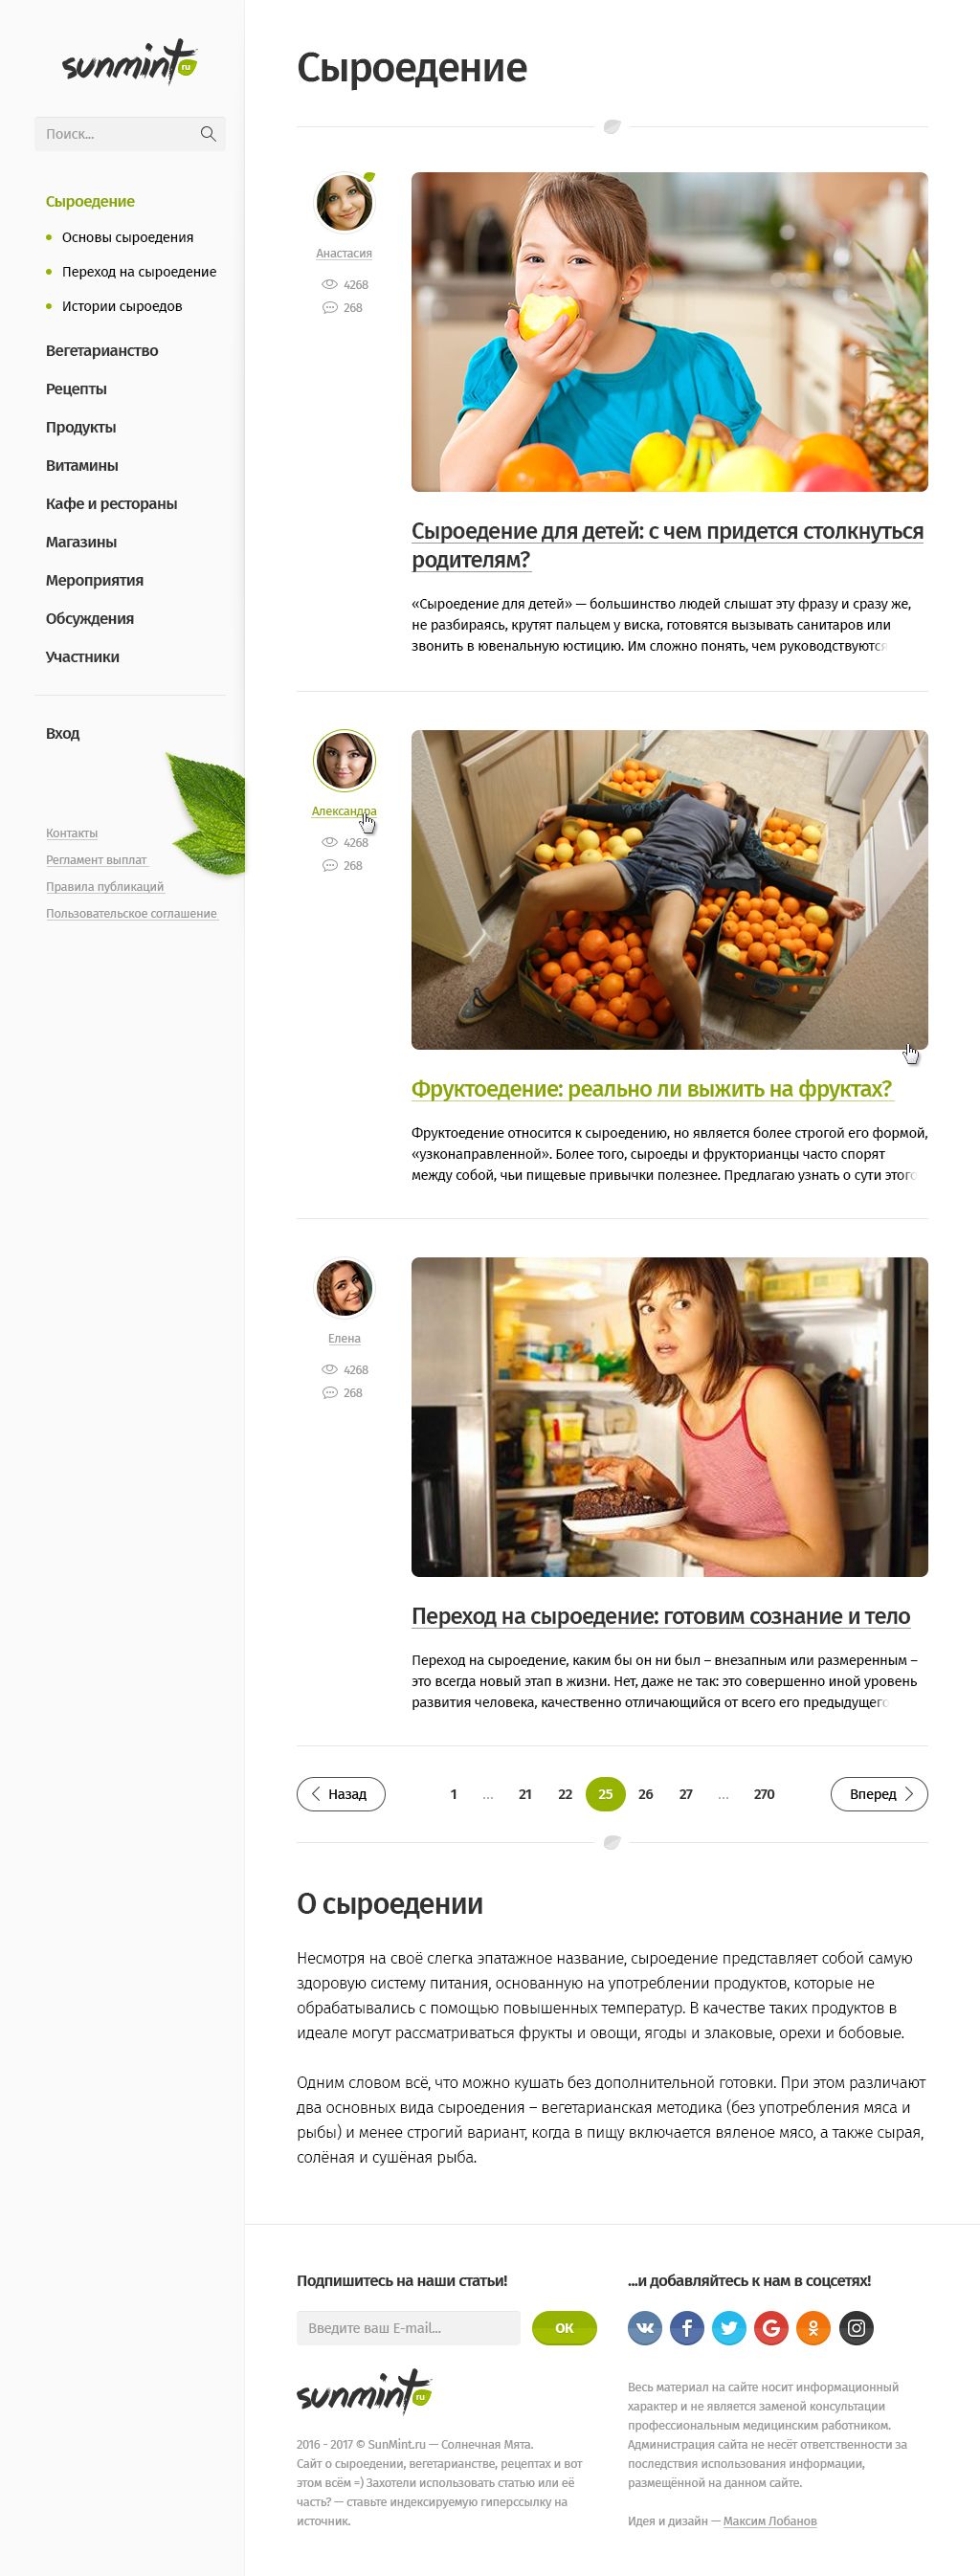 sunmint ru
Поиск...
Сыроедение
Основы сыроедения
Переход на сыроедение
Истории сыроедов
Вегетарианство
Рецепты
Продукты
Витамины
Кафе и рестораны
Магазины
Мероприятия
Обсуждения
Участники
Вход
Контакты
Регламент выплат
Правила публикаций
Пользовательское соглашение
Сыроедение
Анастасия
4268
268
Сыроедение для детей: с чем придется столкнуться
родителям?
«Сыроедение для детей» — большинство людей слышат эту фразу и сразу же,
не разбираясь, крутят пальцем у виска, готовятся вызывать санитаров или
звонить в ювенальную юстицию. Им сложно понять, чем руководствуются
Александра
4268
268
Фруктоедение: реально ли выжить на фруктах?
Фруктоедение относится к сыроедению, но является более строгой его формой,
«узконаправленной». Более того, сыроеды и фрукторианцы часто спорят
между собой, чьи пищевые привычки полезнее. Предлагаю узнать о сути этого
Елена
4268
268
Переход на сыроедение: готовим сознание и тело
Переход на сыроедение, каким бы он ни был – внезапным или размеренным –
это всегда новый этап в жизни. Нет, даже не так: это совершенно иной уровень
развития человека, качественно отличающийся от всего его предыдущего
Назад 1 ... 21 22 25 26 27 ... 270 Вперед
О сыроедении
Несмотря на своё слегка эпатажное название, сыроедение представляет собой самую
здоровую систему питания, основанную на употреблении продуктов, которые не
обрабатывались с помощью повышенных температур. В качестве таких продуктов в
идеале могут рассматриваться фрукты и овощи, ягоды и злаковые, орехи и бобовые.
Одним словом всё, что можно кушать без дополнительной готовки. При этом различают
два основных вида сыроедения – вегетарианская методика (без употребления мяса и
рыбы) и менее строгий вариант, когда в пищу включается вяленое мясо, а также сырая,
солёная и сушёная рыба.
Подпишитесь на наши статьи!
Введите ваш E-mail...
ОК
sunmint ru
2016 - 2017 © SunMint.ru — Солнечная Мята.
Сайт о сыроедении, вегетарианстве, рецептах и вот
этом всём =) Захотели использовать статью или её
часть? — ставьте индексируемую гиперссылку на
источник.
...и добавляйтесь к нам в соцсетях!
Весь материал на сайте носит информационный
характер и не является заменой консультации
профессиональным медицинским работником.
Администрация сайта не несёт ответственности за
последствия использования информации,
размещённой на данном сайте.
Идея и дизайн — Максим Лобанов